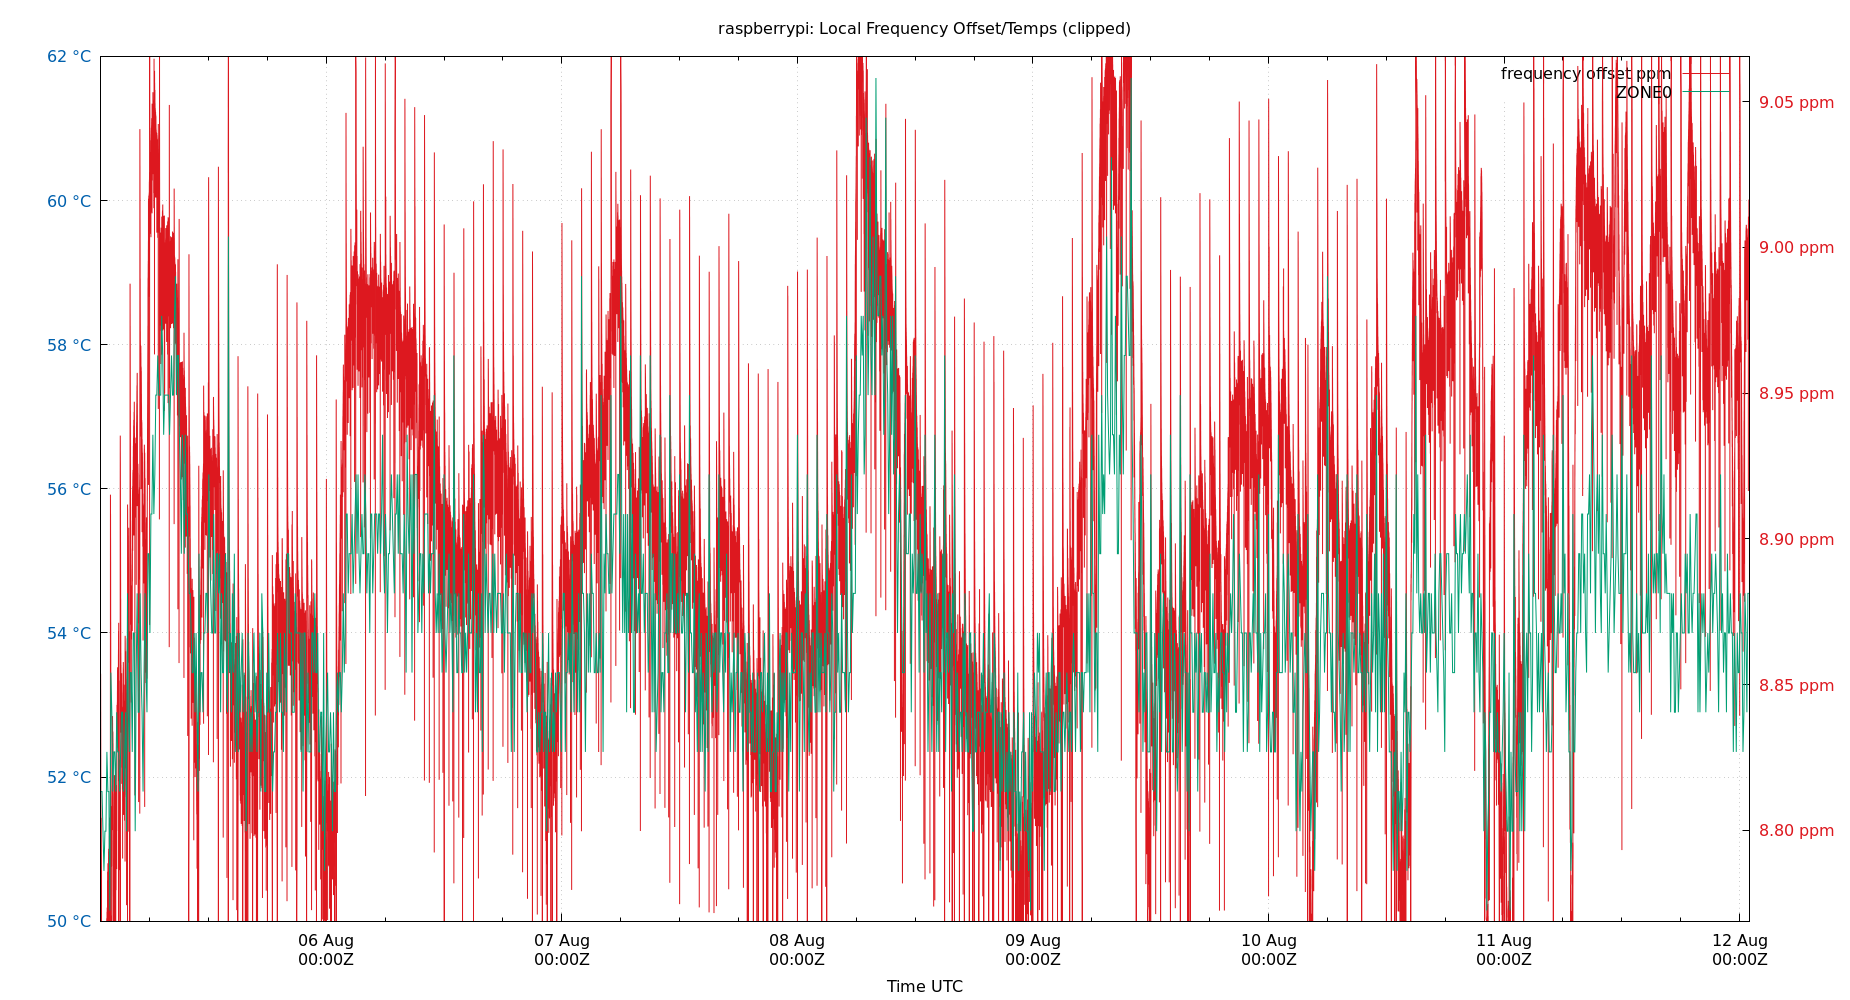 raspberrypi: Local Frequency Offset/Temps (clipped)
62 °C
60 °C
58 °C
56 °C
54 °C
52 °C
50 °C
frequency offset ppm
ZONE0
9.05 ppm
9.00 ppm
8.95 ppm
8.90 ppm
8.85 ppm
8.80 ppm
06 Aug
00:00Z
07 Aug
00:00Z
08 Aug
00:00Z
09 Aug
00:00Z
10 Aug
00:00Z
11 Aug
00:00Z
12 Aug
00:00Z
Time UTC